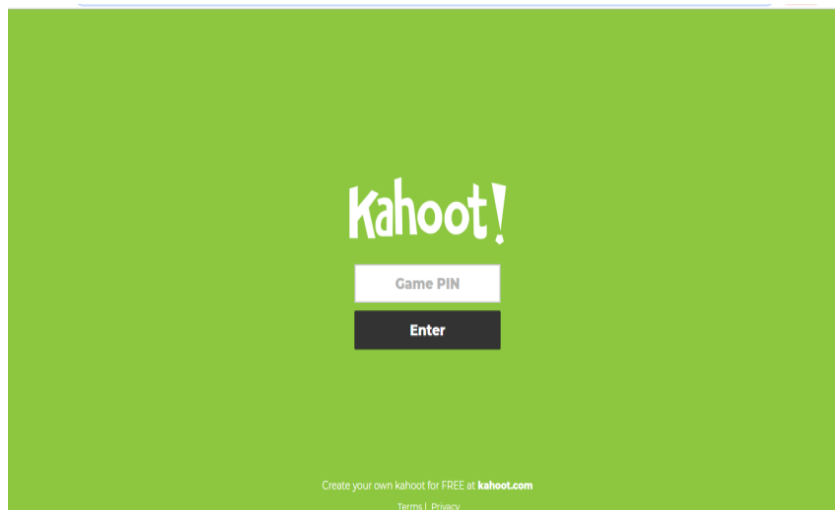 Kahoot!
Game PIN
Enter
Create your own kahoot for FREE at kahoot.com
Terms | Privacy